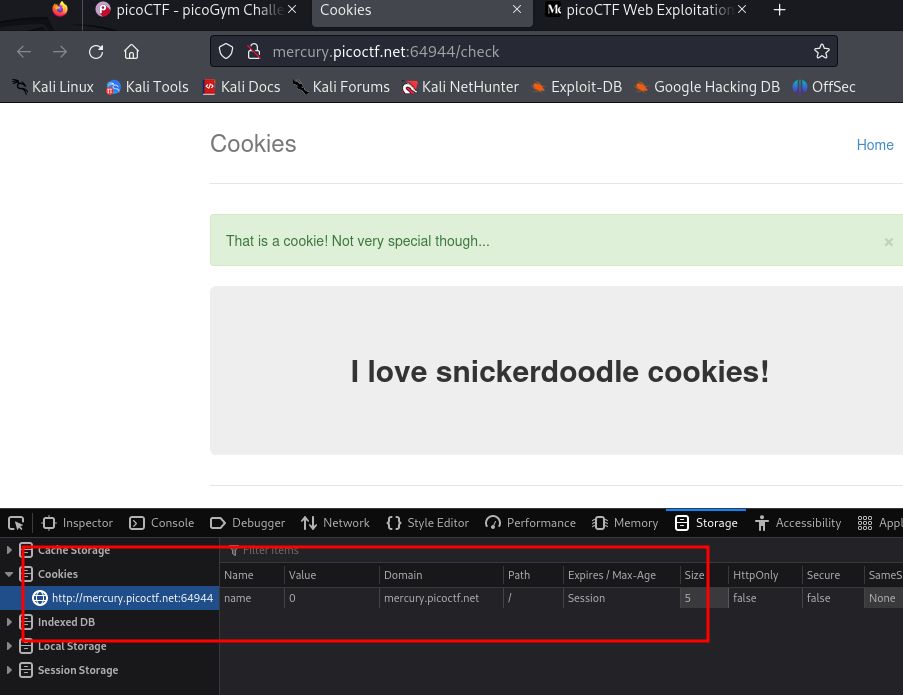 picoCTF - picoGym Challe ×
Cookies ×
M picoCTF Web Exploitation ×
+
mercury.picoctf.net:64944/check
Kali Linux Kali Tools Kali Docs Kali Forums Kali NetHunter Exploit-DB Google Hacking DB OffSec
Cookies Home
That is a cookie! Not very special though... ×
I love snickerdoodle cookies!
Inspector Console Debugger Network Style Editor Performance Memory Storage Accessibility Appl
Cache Storage Filter Items
Cookies Name Value Domain Path Expires / Max-Age Size HttpOnly Secure SameS
http://mercury.picoctf.net:64944 name 0 mercury.picoctf.net / Session 5 false false None
Indexed DB
Local Storage
Session Storage